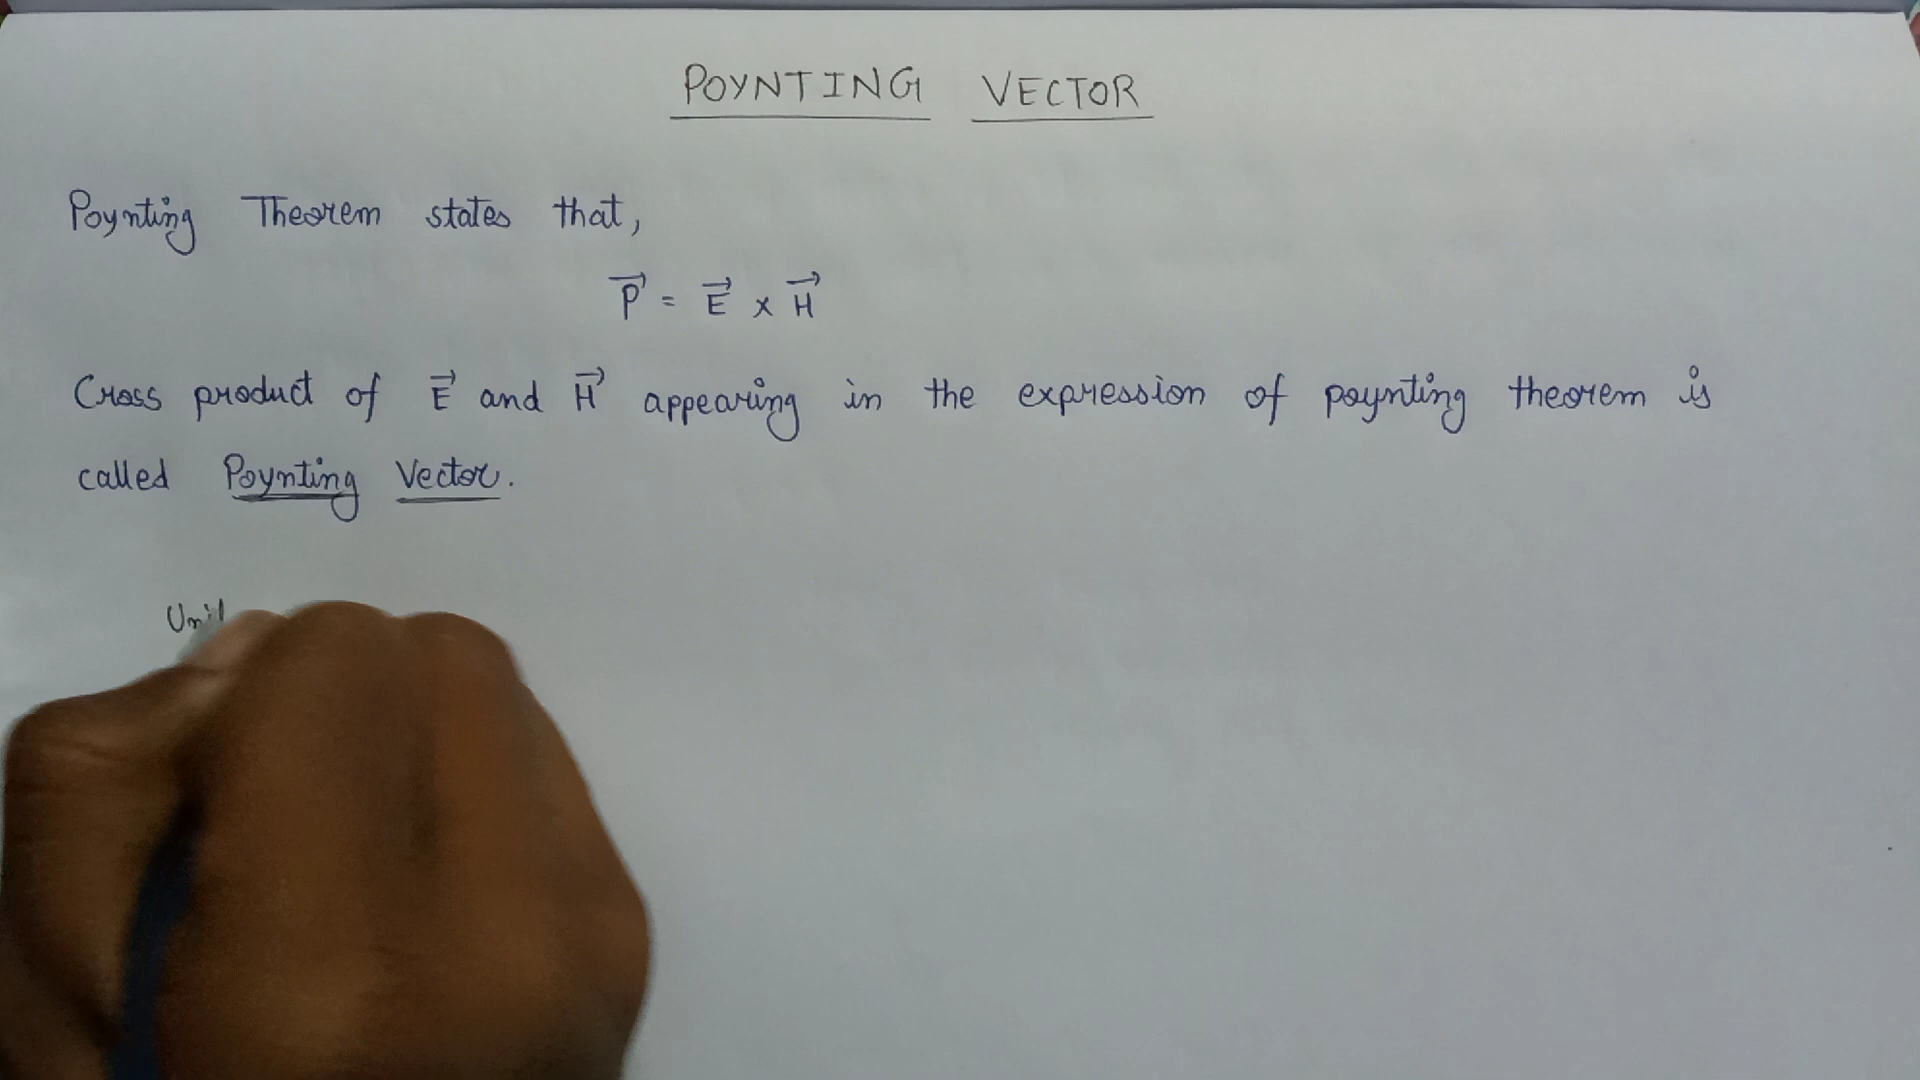 POYNTING VECTOR
Poynting Theorem states that,
P⃗ = E⃗ × H⃗
Cross product of E⃗ and H⃗ appearing in the expression of poynting theorem is
called Poynting Vector.